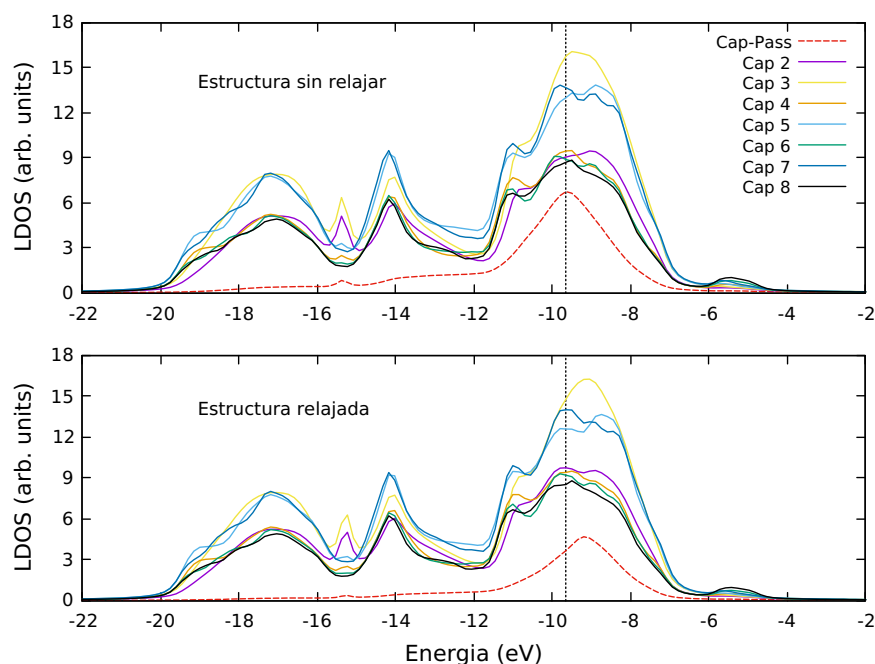 18
15
12
9
6
3
0
LDOS (arb. units)
Estructura sin relajar
Cap-Pass
Cap 2
Cap 3
Cap 4
Cap 5
Cap 6
Cap 7
Cap 8
-22 -20 -18 -16 -14 -12 -10 -8 -6 -4 -2
18
15
12
9
6
3
0
LDOS (arb. units)
Estructura relajada
-22 -20 -18 -16 -14 -12 -10 -8 -6 -4 -2
Energia (eV)